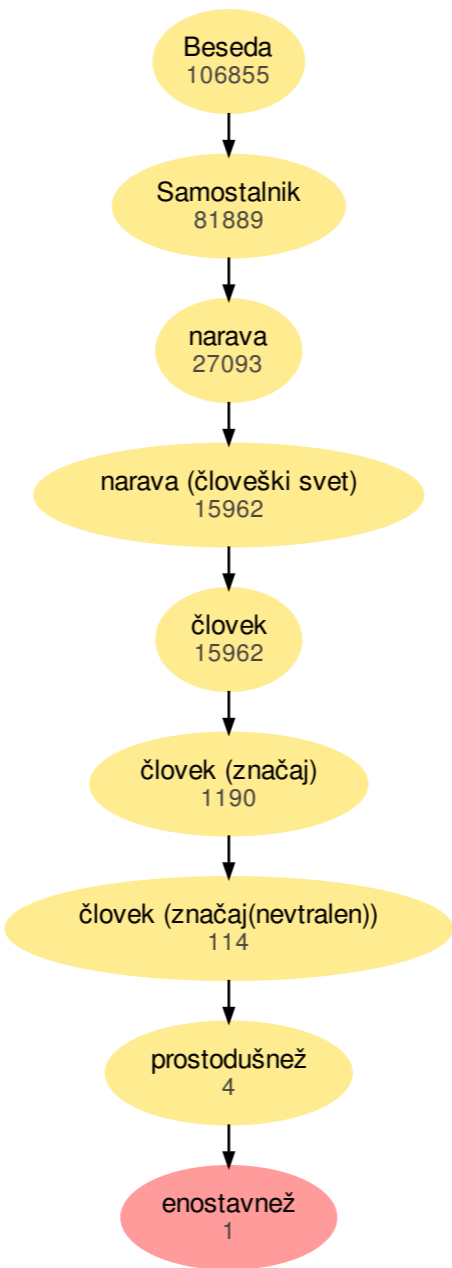 Beseda
106855
Samostalnik
81889
narava
27093
narava (človeški svet)
15962
človek
15962
človek (značaj)
1190
človek (značaj(nevtralen))
114
prostodušnež
4
enostavnež
1